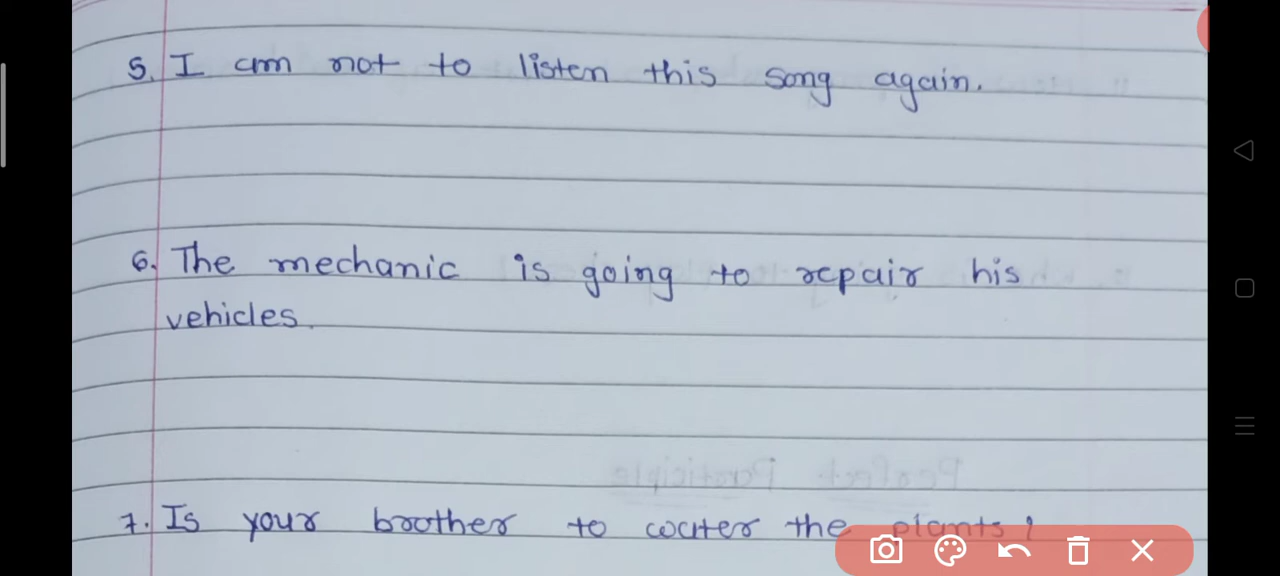 5. I am not to listen this song again.
6. The mechanic is going to repair his
vehicles.
7. Is your brother to water the plants?